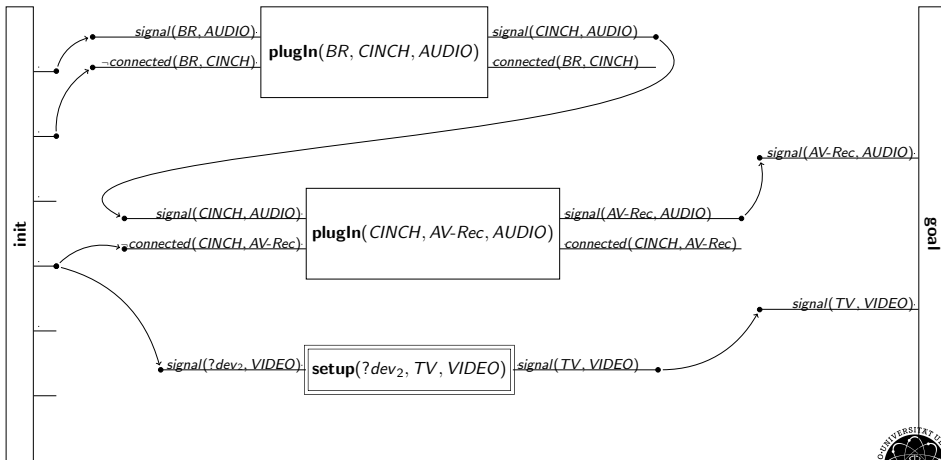 signal(BR, AUDIO)
¬connected(BR, CINCH)
plugIn(BR, CINCH, AUDIO)
signal(CINCH, AUDIO)
connected(BR, CINCH)
signal(AV-Rec, AUDIO)
init
signal(CINCH, AUDIO)
¬connected(CINCH, AV-Rec)
plugIn(CINCH, AV-Rec, AUDIO)
signal(AV-Rec, AUDIO)
connected(CINCH, AV-Rec)
goal
signal(TV, VIDEO)
signal(?dev₂, VIDEO)
setup(?dev₂, TV, VIDEO)
signal(TV, VIDEO)